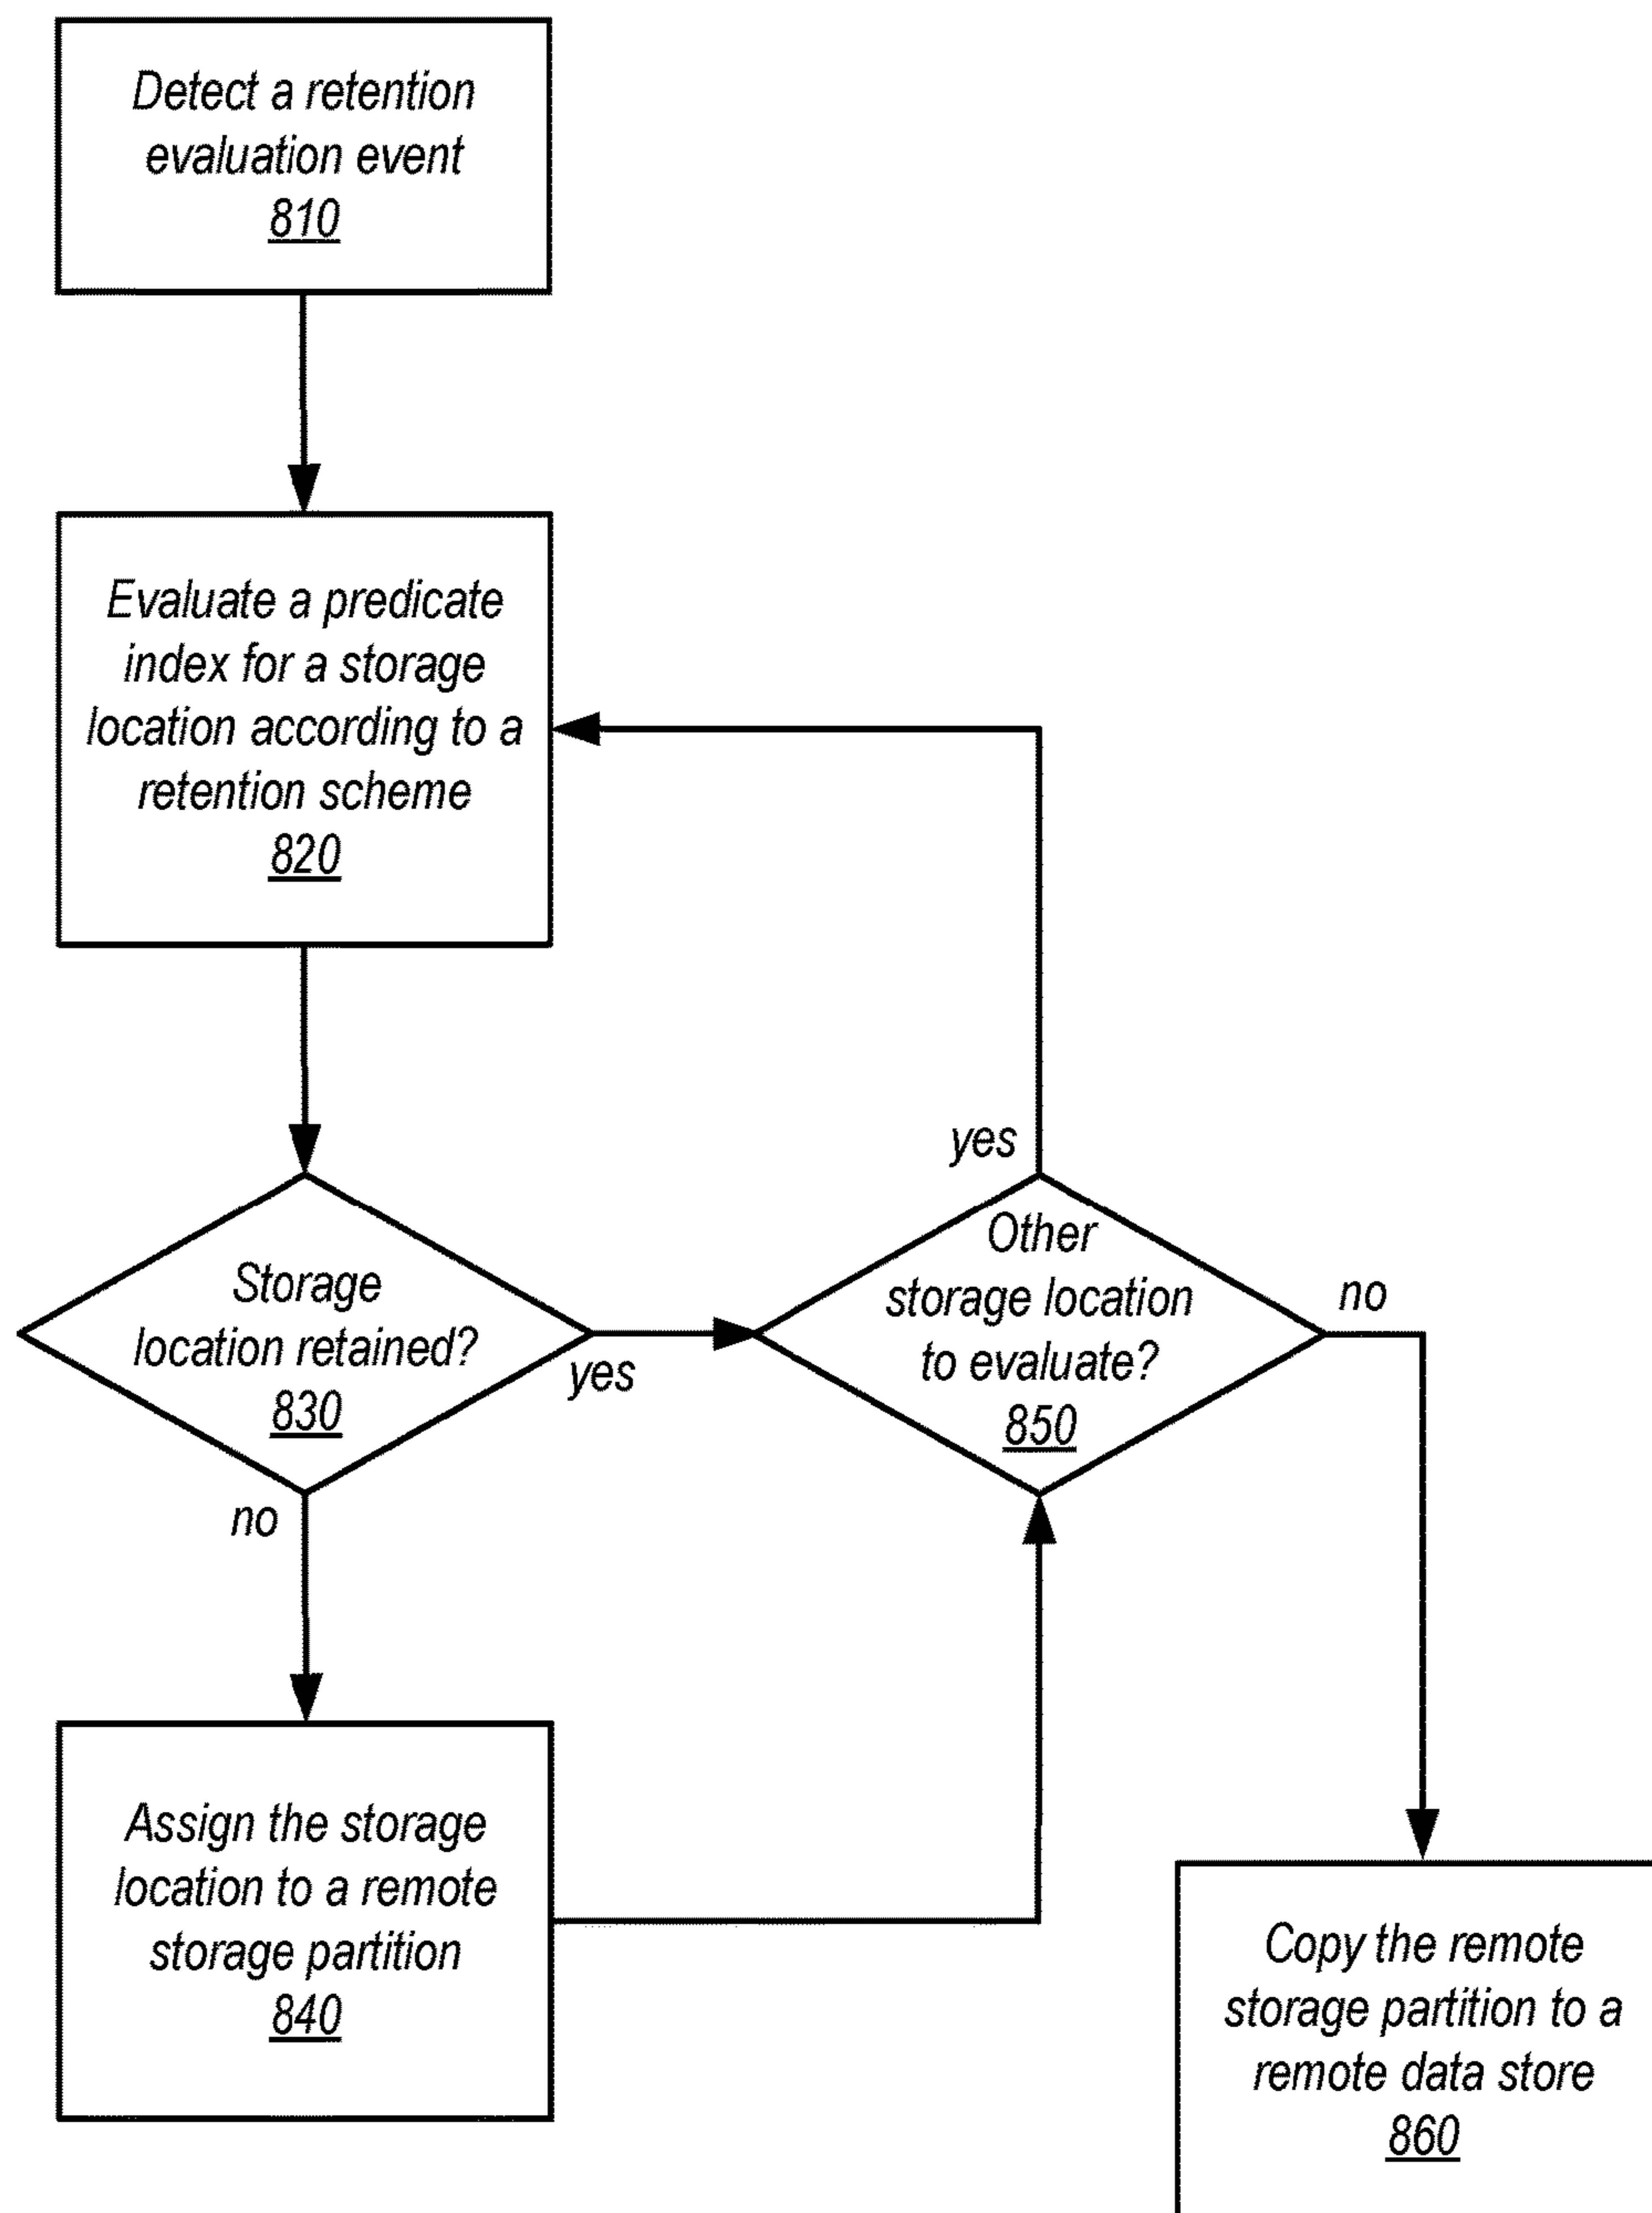 Detect a retention
evaluation event
810
Evaluate a predicate
index for a storage
location according to a
retention scheme
820
yes
Storage
location retained?
830
yes
no
Other
storage location
to evaluate?
850
no
Assign the storage
location to a remote
storage partition
840
Copy the remote
storage partition to a
remote data store
860